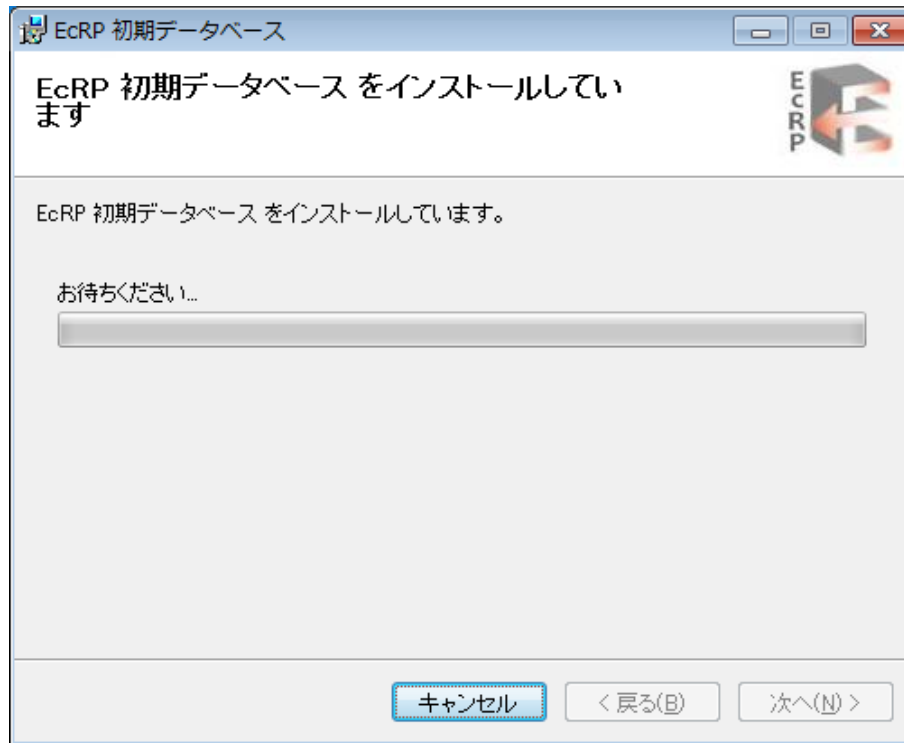 EcRP 初期データベース
EcRP 初期データベース をインストールしてい
ます
EcRP
EcRP 初期データベース をインストールしています。
お待ちください...
キャンセル
< 戻る(B)
次へ(N) >